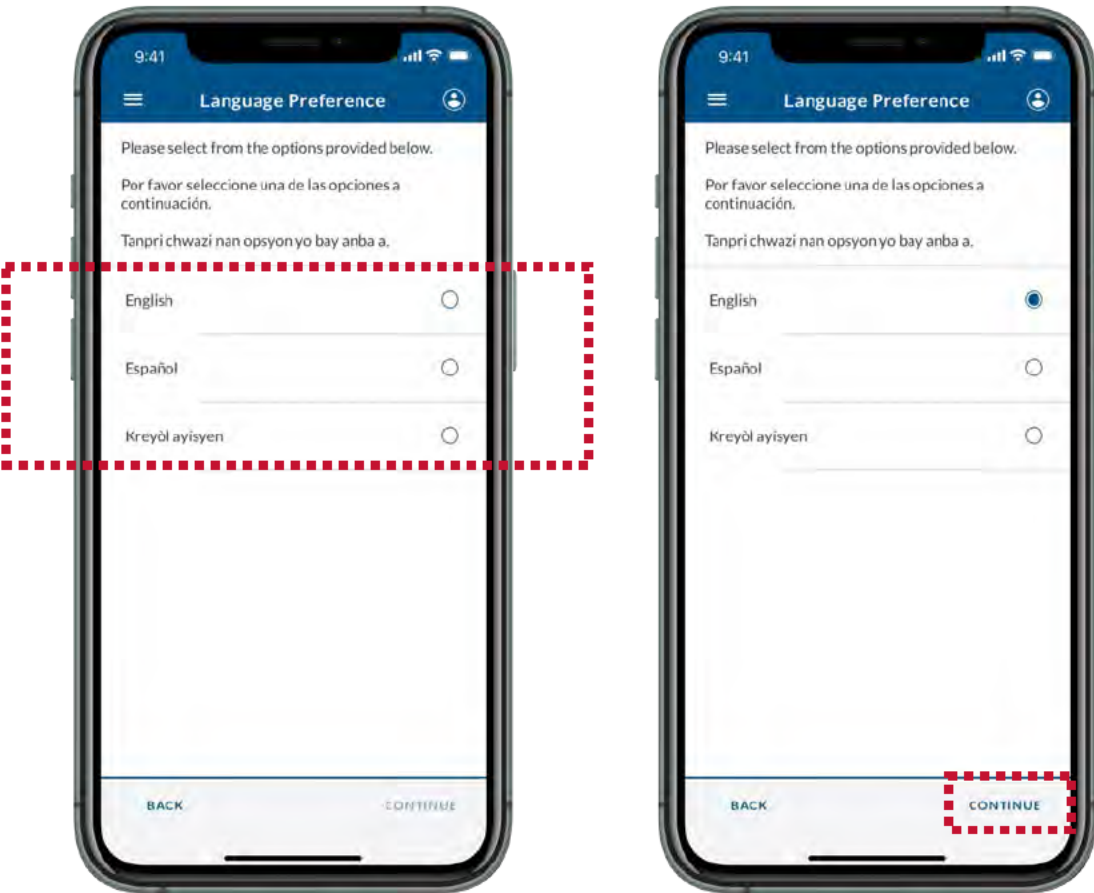 9:41
Language Preference
Please select from the options provided below.
Por favor seleccione una de las opciones a
continuación.
Tanpri chwazi nan opsyon yo bay anba a.
English
Español
Kreyòl ayisyen
BACK
CONTINUE
9:41
Language Preference
Please select from the options provided below.
Por favor seleccione una de las opciones a
continuación.
Tanpri chwazi nan opsyon yo bay anba a.
English
Español
Kreyòl ayisyen
BACK
CONTINUE